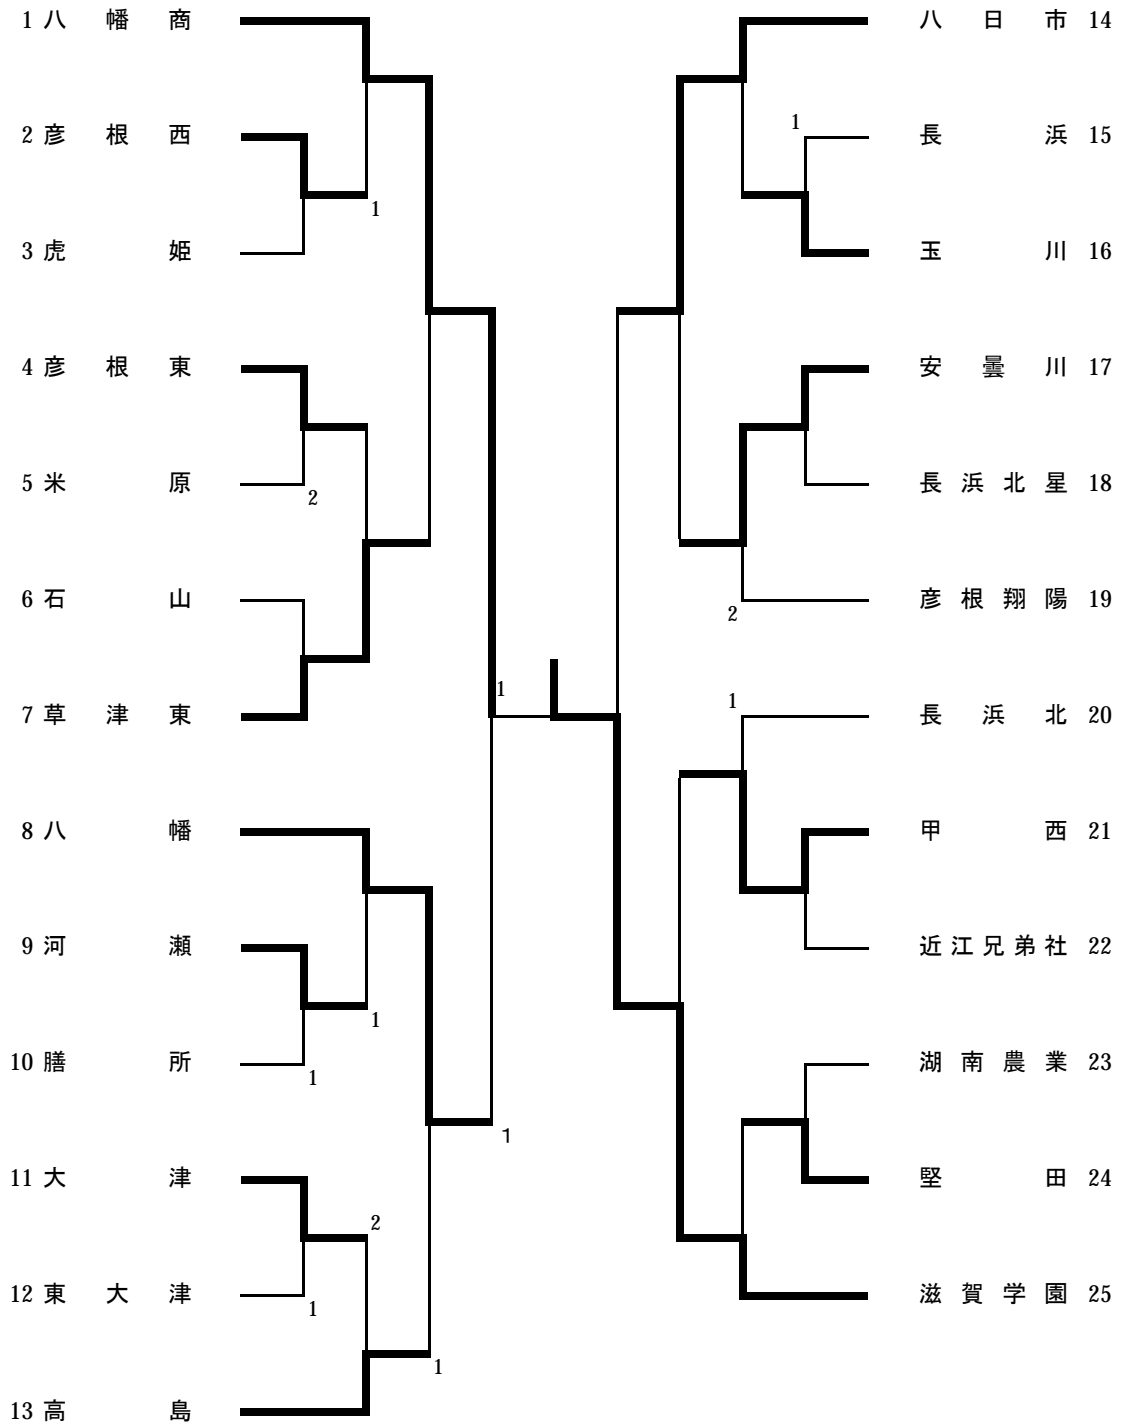 1 八幡商
2 彦根西
1
3 虎姫
4 彦根東
5 米原
2
6 石山
7 草津東
1
8 八幡
9 河瀬
1
10 膳所
1
1
11 大津
2
12 東大津
1
1
13 高島
八日市 14
1
長浜 15
玉川 16
安曇川 17
長浜北星 18
彦根翔陽 19
2
1
長浜北 20
甲西 21
近江兄弟社 22
湖南農業 23
堅田 24
滋賀学園 25